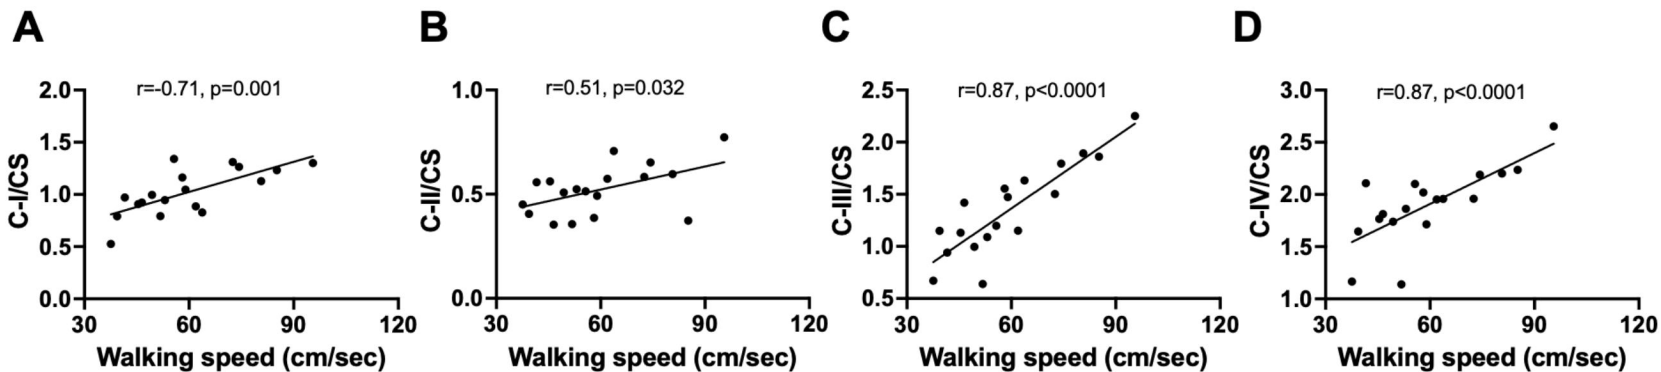 A
r=-0.71, p=0.001
C-I/CS
2.0
1.5
1.0
0.5
0.0
30 60 90 120
Walking speed (cm/sec)
B
r=0.51, p=0.032
C-II/CS
1.0
0.5
0.0
30 60 90 120
Walking speed (cm/sec)
C
r=0.87, p<0.0001
C-III/CS
2.5
2.0
1.5
1.0
0.5
30 60 90 120
Walking speed (cm/sec)
D
r=0.87, p<0.0001
C-IV/CS
3.0
2.5
2.0
1.5
1.0
30 60 90 120
Walking speed (cm/sec)